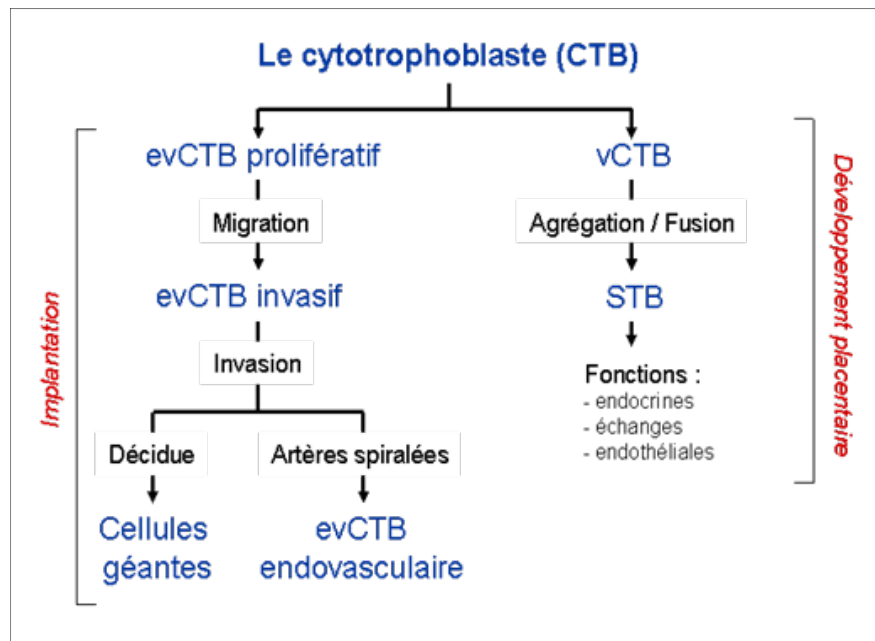 Le cytotrophoblaste (CTB)
evCTB prolifératif
Migration
evCTB invasif
Invasion
Décidue
Artères spiralées
Cellules
géantes
evCTB
endovasculaire
Implantation
vCTB
Agrégation / Fusion
STB
Fonctions :
- endocrines
- échanges
- endothéliales
Développement placentaire